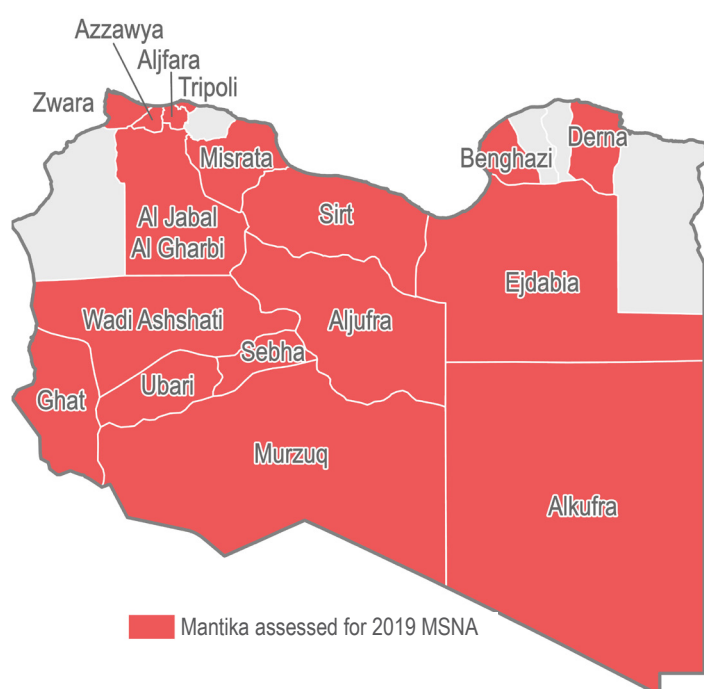 Azzawya
Aljfara
Tripoli
Zwara
Misrata
Benghazi
Derna
Al Jabal
Al Gharbi
Sirt
Ejdabia
Wadi Ashshati
Aljufra
Sebha
Ubari
Ghat
Murzuq
Alkufra
Mantika assessed for 2019 MSNA